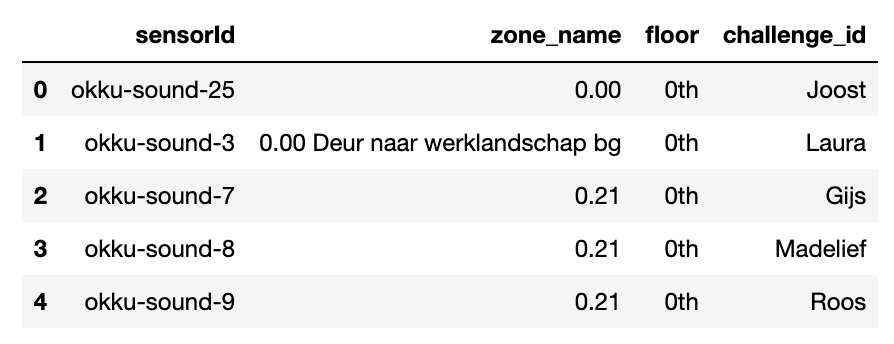 sensorId zone_name floor challenge_id
0 okku-sound-25 0.00 0th Joost
1 okku-sound-3 0.00 Deur naar werklandschap bg 0th Laura
2 okku-sound-7 0.21 0th Gijs
3 okku-sound-8 0.21 0th Madelief
4 okku-sound-9 0.21 0th Roos